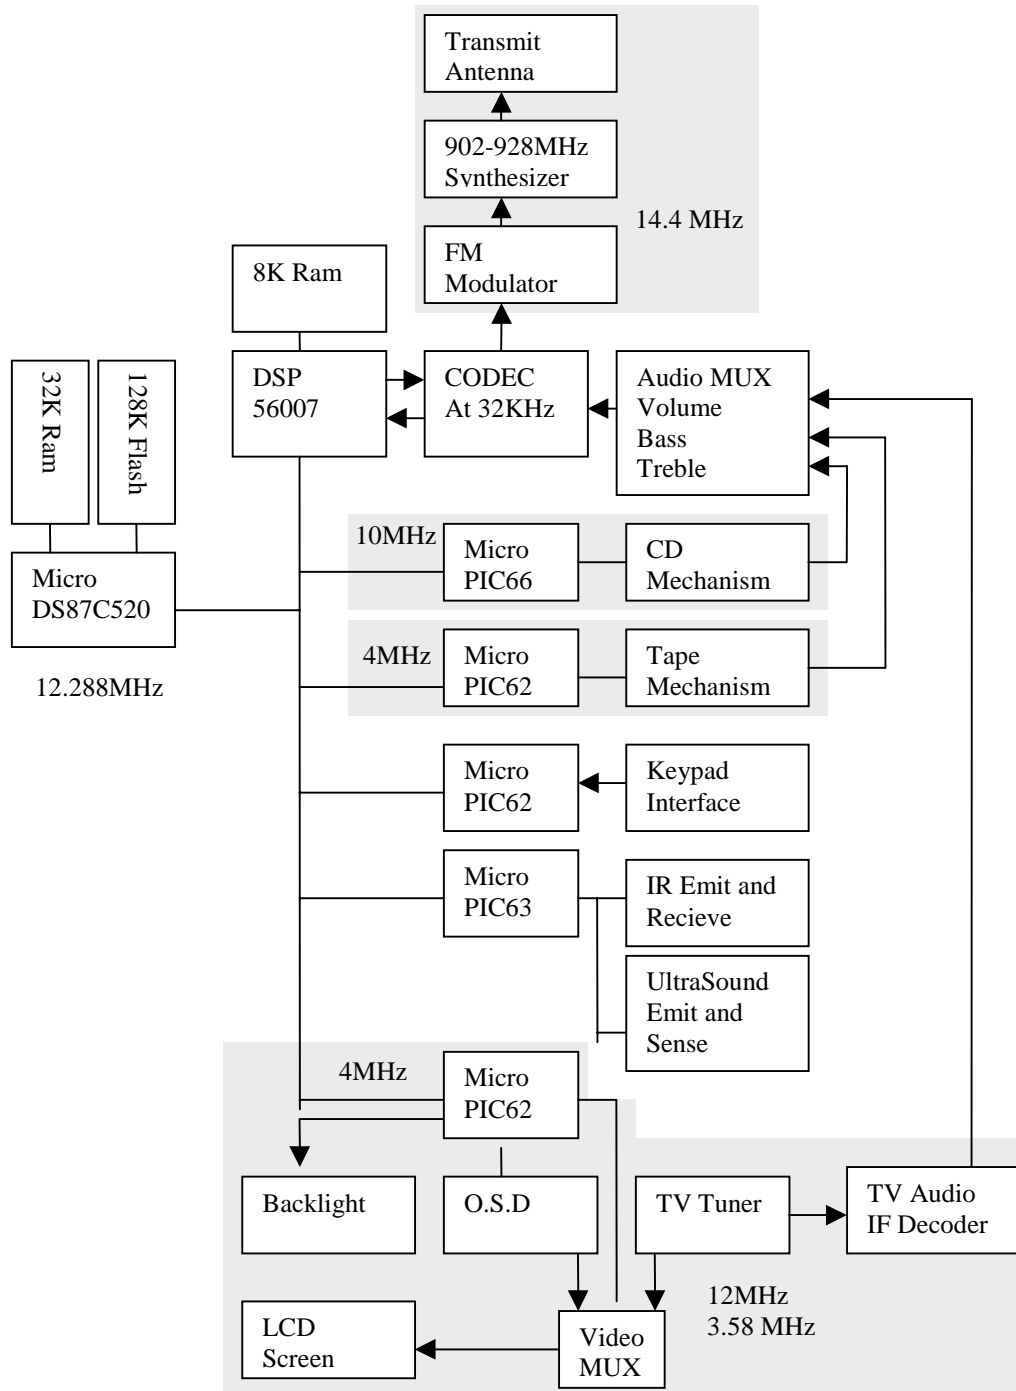 Transmit
Antenna
902-928MHz
Synthesizer
14.4 MHz
FM
Modulator
8K Ram
32K Ram
128K Flash
DSP
56007
CODEC
At 32KHz
Audio MUX
Volume
Bass
Treble
10MHz
Micro
PIC66
CD
Mechanism
Micro
DS87C520
12.288MHz
4MHz
Micro
PIC62
Tape
Mechanism
Micro
PIC62
Keypad
Interface
Micro
PIC63
IR Emit and
Recieve
UltraSound
Emit and
Sense
4MHz
Micro
PIC62
Backlight
O.S.D
TV Tuner
TV Audio
IF Decoder
12MHz
3.58 MHz
LCD
Screen
Video
MUX